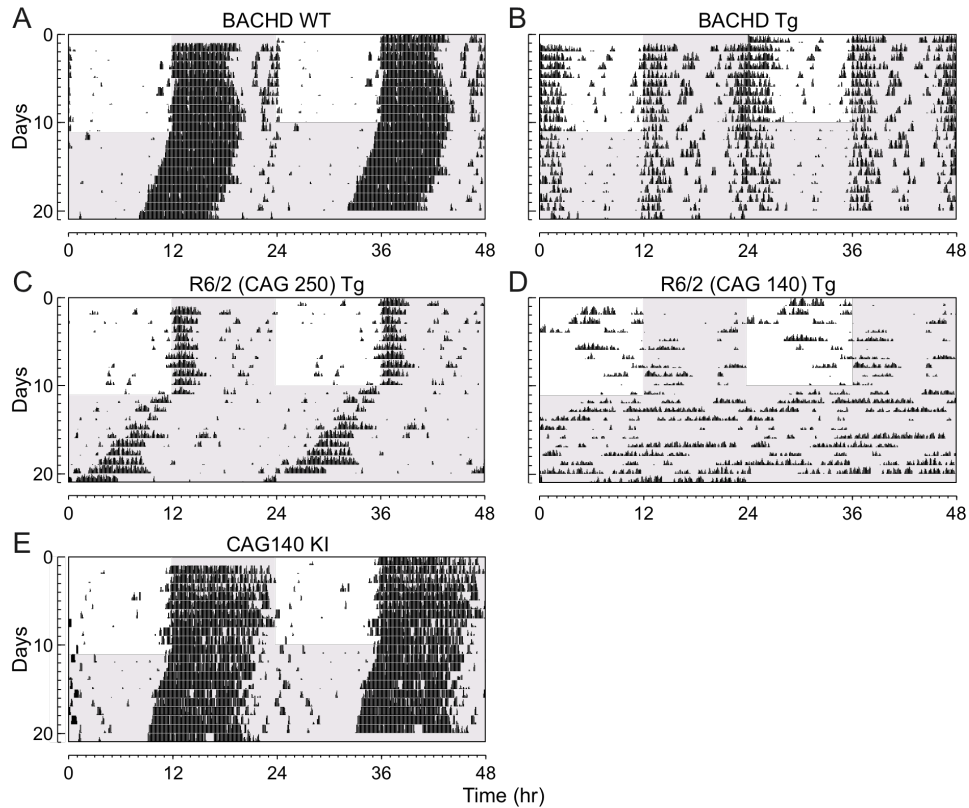 A BACHD WT
B BACHD Tg
0
10
20
Days
0 12 24 36 48
0 12 24 36 48
C R6/2 (CAG 250) Tg
D R6/2 (CAG 140) Tg
0
10
20
Days
0 12 24 36 48
0 12 24 36 48
E CAG140 KI
0
10
20
Days
0 12 24 36 48
Time (hr)